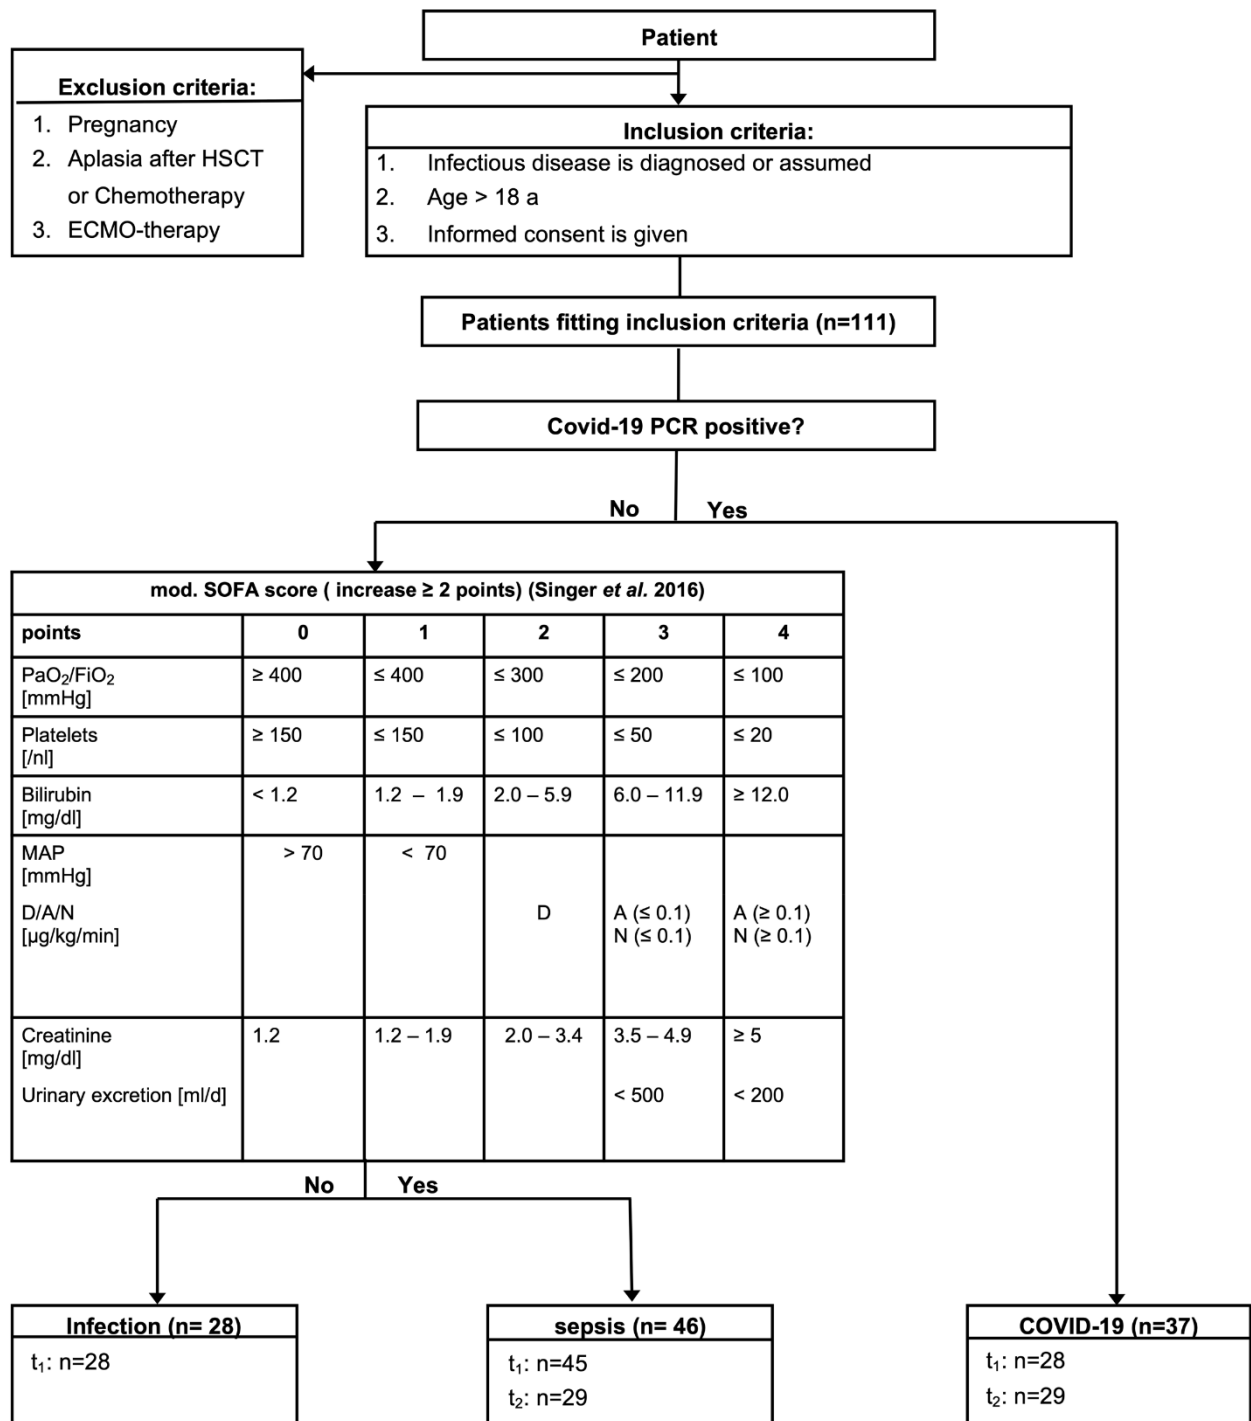 Patient
Exclusion criteria:
1. Pregnancy
2. Aplasia after HSCT
or Chemotherapy
3. ECMO-therapy
Inclusion criteria:
1. Infectious disease is diagnosed or assumed
2. Age > 18 a
3. Informed consent is given
Patients fitting inclusion criteria (n=111)
Covid-19 PCR positive?
No Yes
mod. SOFA score ( increase ≥ 2 points) (Singer et al. 2016)
points 0 1 2 3 4
PaO₂/FiO₂ ≥ 400 ≤ 400 ≤ 300 ≤ 200 ≤ 100
[mmHg]
Platelets ≥ 150 ≤ 150 ≤ 100 ≤ 50 ≤ 20
[/nl]
Bilirubin < 1.2 1.2 – 1.9 2.0 – 5.9 6.0 – 11.9 ≥ 12.0
[mg/dl]
MAP > 70 < 70
[mmHg]
D/A/N D A (≤ 0.1) A (≥ 0.1)
[µg/kg/min] N (≤ 0.1) N (≥ 0.1)
Creatinine 1.2 1.2 – 1.9 2.0 – 3.4 3.5 – 4.9 ≥ 5
[mg/dl]
Urinary excretion [ml/d] < 500 < 200
No Yes
Infection (n= 28)
t₁: n=28
sepsis (n= 46)
t₁: n=45
t₂: n=29
COVID-19 (n=37)
t₁: n=28
t₂: n=29